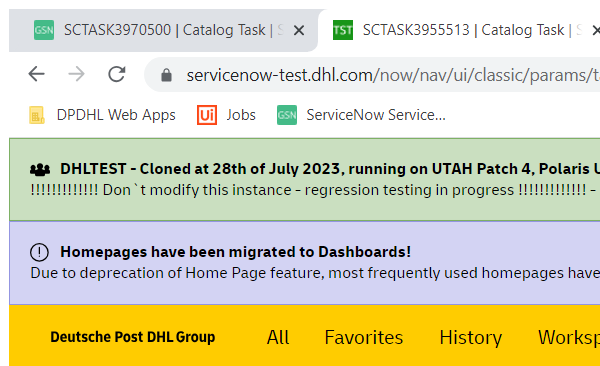 GSN SCTASK3970500 | Catalog Task | S
TST SCTASK3955513 | Catalog Task |
servicenow-test.dhl.com/now/nav/ui/classic/params/t
DPDHL Web Apps Ui Jobs GSN ServiceNow Service...
DHLTEST - Cloned at 28th of July 2023, running on UTAH Patch 4, Polaris U
!!!!!!!!!!!!! Don`t modify this instance - regression testing in progress !!!!!!!!!!!!! -
Homepages have been migrated to Dashboards!
Due to deprecation of Home Page feature, most frequently used homepages have
Deutsche Post DHL Group All Favorites History Worksp